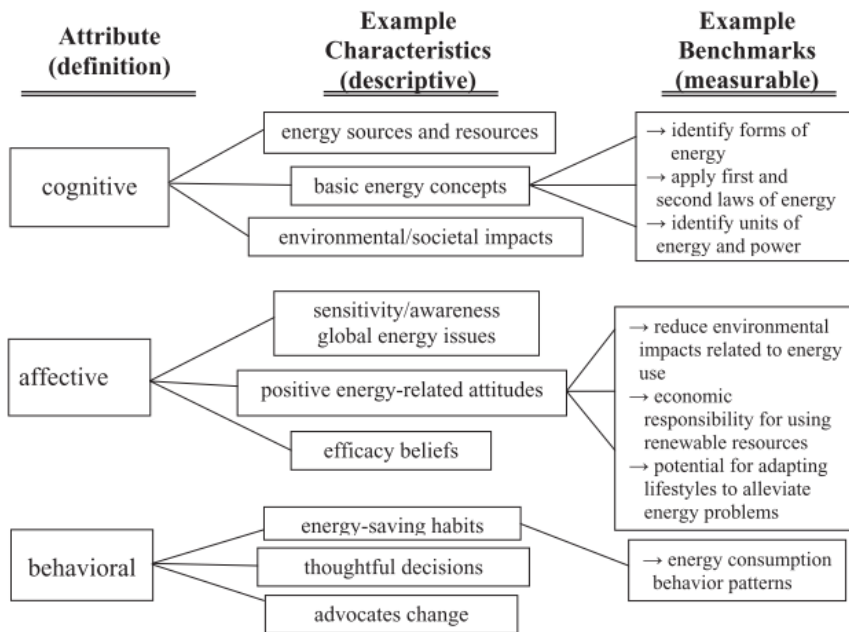 Attribute
(definition)
Example
Characteristics
(descriptive)
Example
Benchmarks
(measurable)
cognitive
energy sources and resources
basic energy concepts
environmental/societal impacts
→ identify forms of
energy
→ apply first and
second laws of energy
→ identify units of
energy and power
affective
sensitivity/awareness
global energy issues
positive energy-related attitudes
efficacy beliefs
→ reduce environmental
impacts related to energy
use
→ economic
responsibility for using
renewable resources
→ potential for adapting
lifestyles to alleviate
energy problems
behavioral
energy-saving habits
thoughtful decisions
advocates change
→ energy consumption
behavior patterns